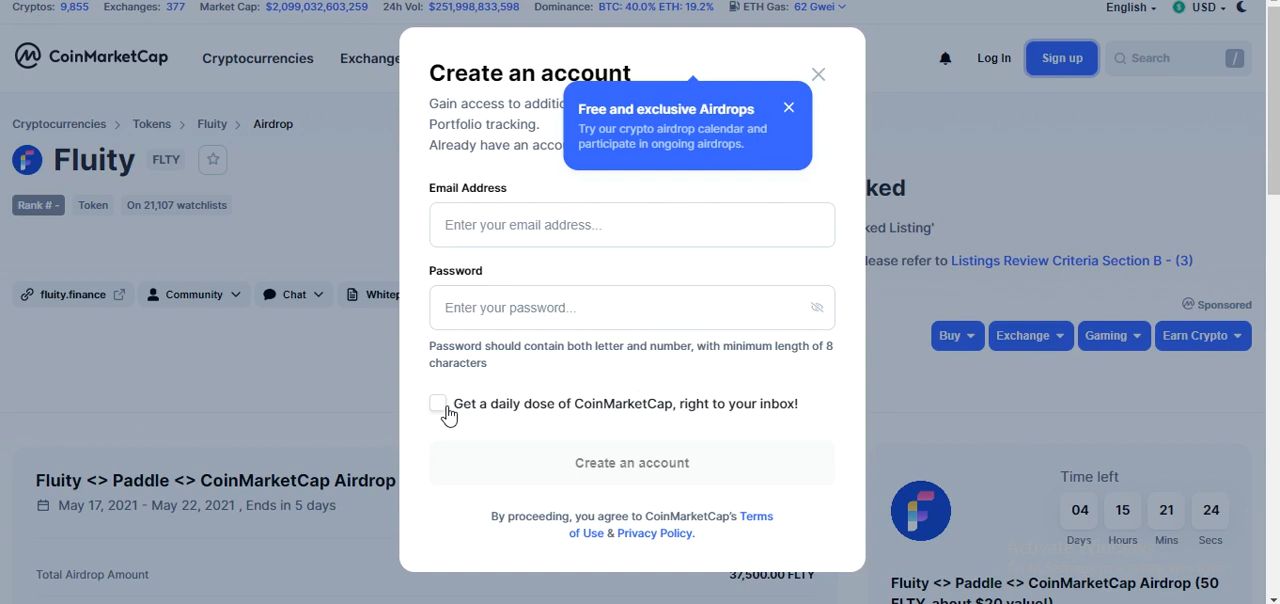 Cryptos: 9,855 Exchanges: 377 Market Cap: $2,099,032,603,259 24h Vol: $251,998,833,598 Dominance: BTC: 40.0% ETH: 19.2% ETH Gas: 62 Gwei English USD
CoinMarketCap Cryptocurrencies Exchange Log In Sign up Search /
Create an account
Gain access to additio
Portfolio tracking.
Already have an acco
Free and exclusive Airdrops
Try our crypto airdrop calendar and
participate in ongoing airdrops.
Cryptocurrencies > Tokens > Fluity > Airdrop
Fluity FLTY
Rank # - Token On 21,107 watchlists
fluity.finance Community Chat Whitep
Email Address
Enter your email address...
Password
Enter your password...
Password should contain both letter and number, with minimum length of 8
characters
Get a daily dose of CoinMarketCap, right to your inbox!
Create an account
By proceeding, you agree to CoinMarketCap's Terms
of Use & Privacy Policy.
ked
ked Listing'
lease refer to Listings Review Criteria Section B - (3)
Sponsored
Buy Exchange Gaming Earn Crypto
Fluity <> Paddle <> CoinMarketCap Airdrop
May 17, 2021 - May 22, 2021 , Ends in 5 days
Total Airdrop Amount 37,500.00 FLTY
Time left
04 15 21 24
Days Hours Mins Secs
Fluity <> Paddle <> CoinMarketCap Airdrop (50
FLTY, about $20 value!)